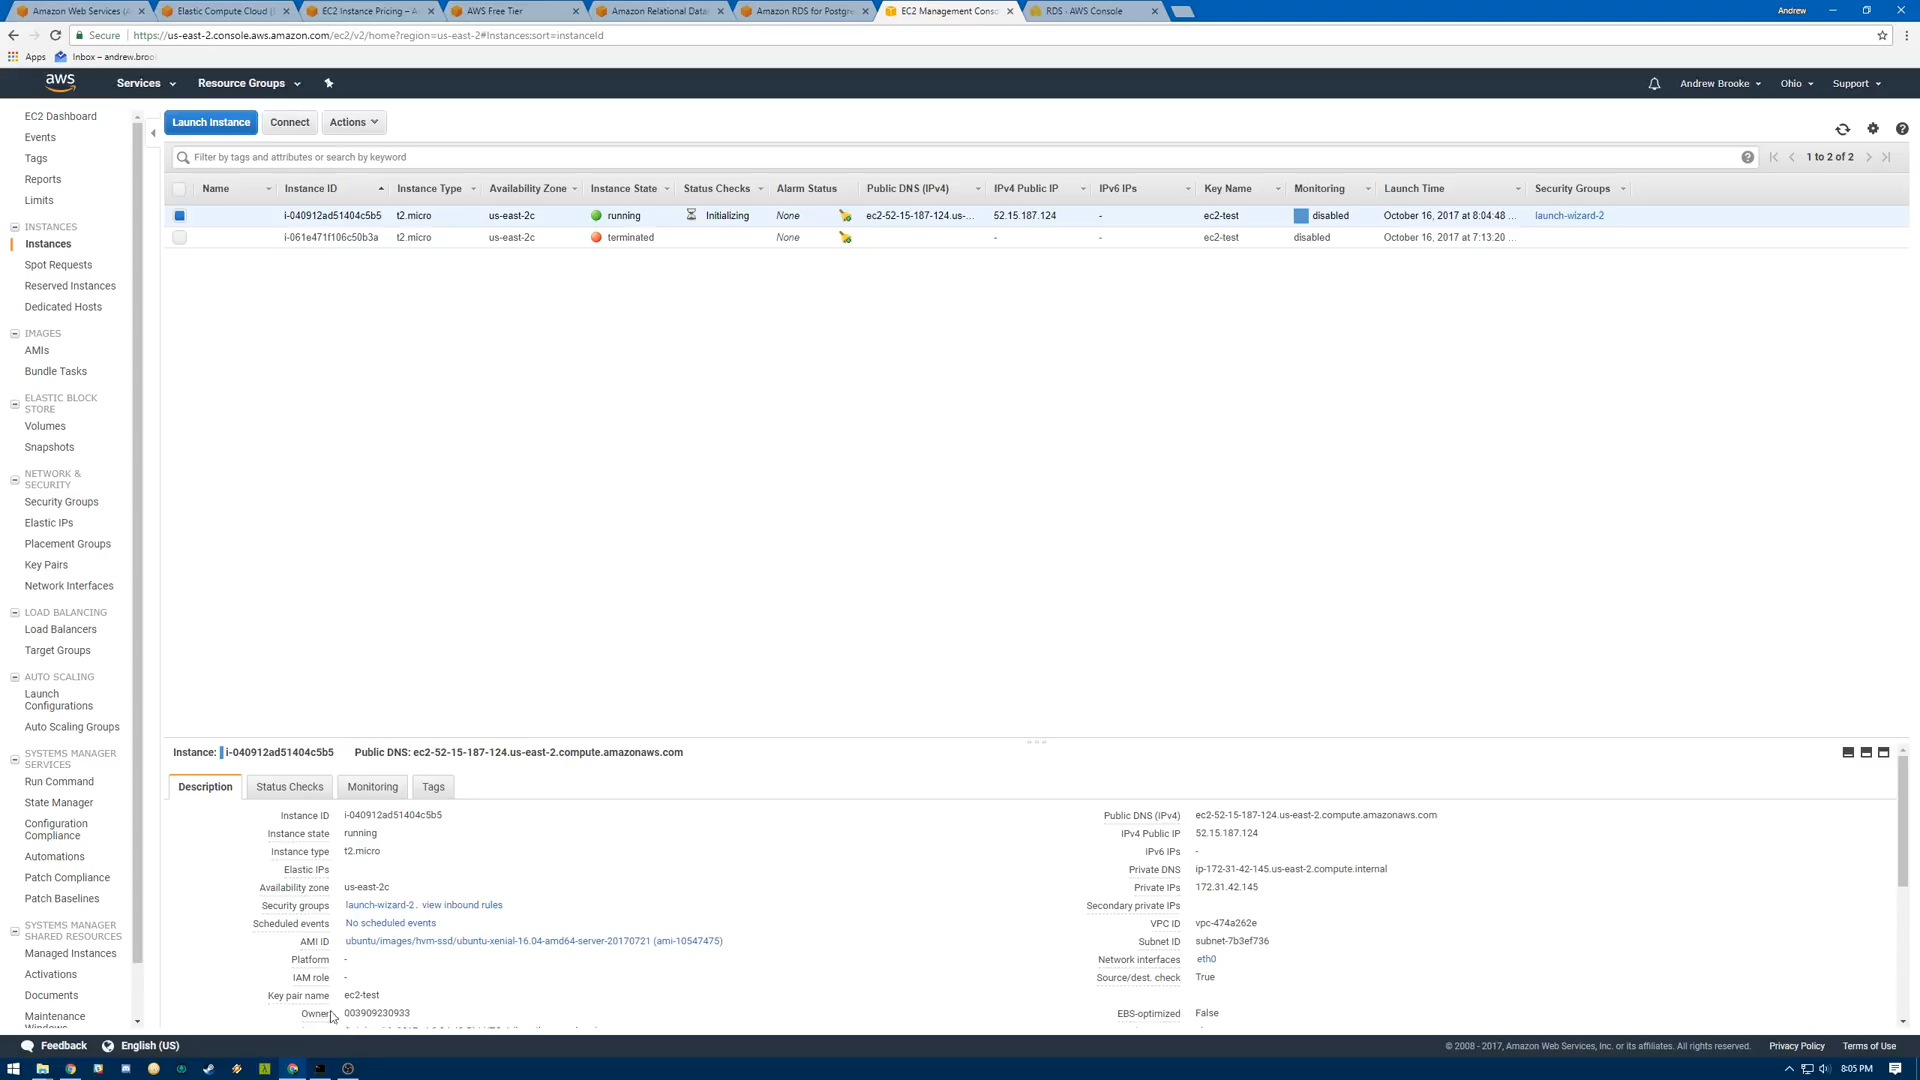 Amazon Web Services (A
Elastic Compute Cloud (
EC2 Instance Pricing – A
AWS Free Tier
Amazon Relational Data
Amazon RDS for Postgre
EC2 Management Conso
RDS · AWS Console
Andrew
Secure
https://us-east-2.console.aws.amazon.com/ec2/v2/home?region=us-east-2#Instances:sort=instanceId
Apps
Inbox – andrew.broo
aws
Services
Resource Groups
Andrew Brooke
Ohio
Support
EC2 Dashboard
Events
Tags
Reports
Limits
INSTANCES
Instances
Spot Requests
Reserved Instances
Dedicated Hosts
IMAGES
AMIs
Bundle Tasks
ELASTIC BLOCK
STORE
Volumes
Snapshots
NETWORK &
SECURITY
Security Groups
Elastic IPs
Placement Groups
Key Pairs
Network Interfaces
LOAD BALANCING
Load Balancers
Target Groups
AUTO SCALING
Launch
Configurations
Auto Scaling Groups
SYSTEMS MANAGER
SERVICES
Run Command
State Manager
Configuration
Compliance
Automations
Patch Compliance
Patch Baselines
SYSTEMS MANAGER
SHARED RESOURCES
Managed Instances
Activations
Documents
Maintenance
Windows
Launch Instance
Connect
Actions
Filter by tags and attributes or search by keyword
1 to 2 of 2
Name Instance ID Instance Type Availability Zone Instance State Status Checks Alarm Status Public DNS (IPv4) IPv4 Public IP IPv6 IPs Key Name Monitoring Launch Time Security Groups
i-040912ad51404c5b5 t2.micro us-east-2c running Initializing None ec2-52-15-187-124.us-... 52.15.187.124 - ec2-test disabled October 16, 2017 at 8:04:48 ... launch-wizard-2
i-061e471f106c50b3a t2.micro us-east-2c terminated None - - ec2-test disabled October 16, 2017 at 7:13:20 ...
Instance: i-040912ad51404c5b5 Public DNS: ec2-52-15-187-124.us-east-2.compute.amazonaws.com
Description
Status Checks
Monitoring
Tags
Instance ID i-040912ad51404c5b5
Instance state running
Instance type t2.micro
Elastic IPs
Availability zone us-east-2c
Security groups launch-wizard-2. view inbound rules
Scheduled events No scheduled events
AMI ID ubuntu/images/hvm-ssd/ubuntu-xenial-16.04-amd64-server-20170721 (ami-10547475)
Platform -
IAM role -
Key pair name ec2-test
Owner 003909230933
Public DNS (IPv4) ec2-52-15-187-124.us-east-2.compute.amazonaws.com
IPv4 Public IP 52.15.187.124
IPv6 IPs -
Private DNS ip-172-31-42-145.us-east-2.compute.internal
Private IPs 172.31.42.145
Secondary private IPs
VPC ID vpc-474a262e
Subnet ID subnet-7b3ef736
Network interfaces eth0
Source/dest. check True
EBS-optimized False
Feedback
English (US)
© 2008 - 2017, Amazon Web Services, Inc. or its affiliates. All rights reserved.
Privacy Policy
Terms of Use
8:05 PM